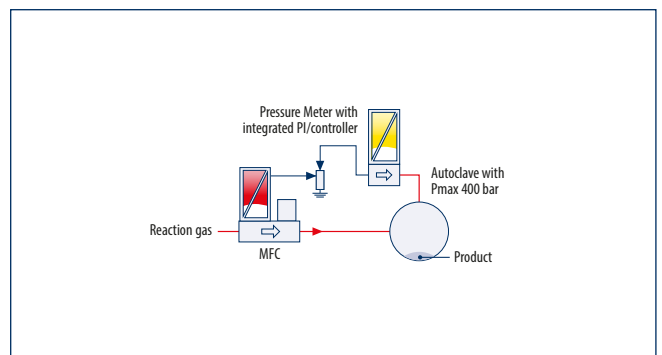 Pressure Meter with
integrated PI/controller
Autoclave with
Pmax 400 bar
Reaction gas
MFC
Product